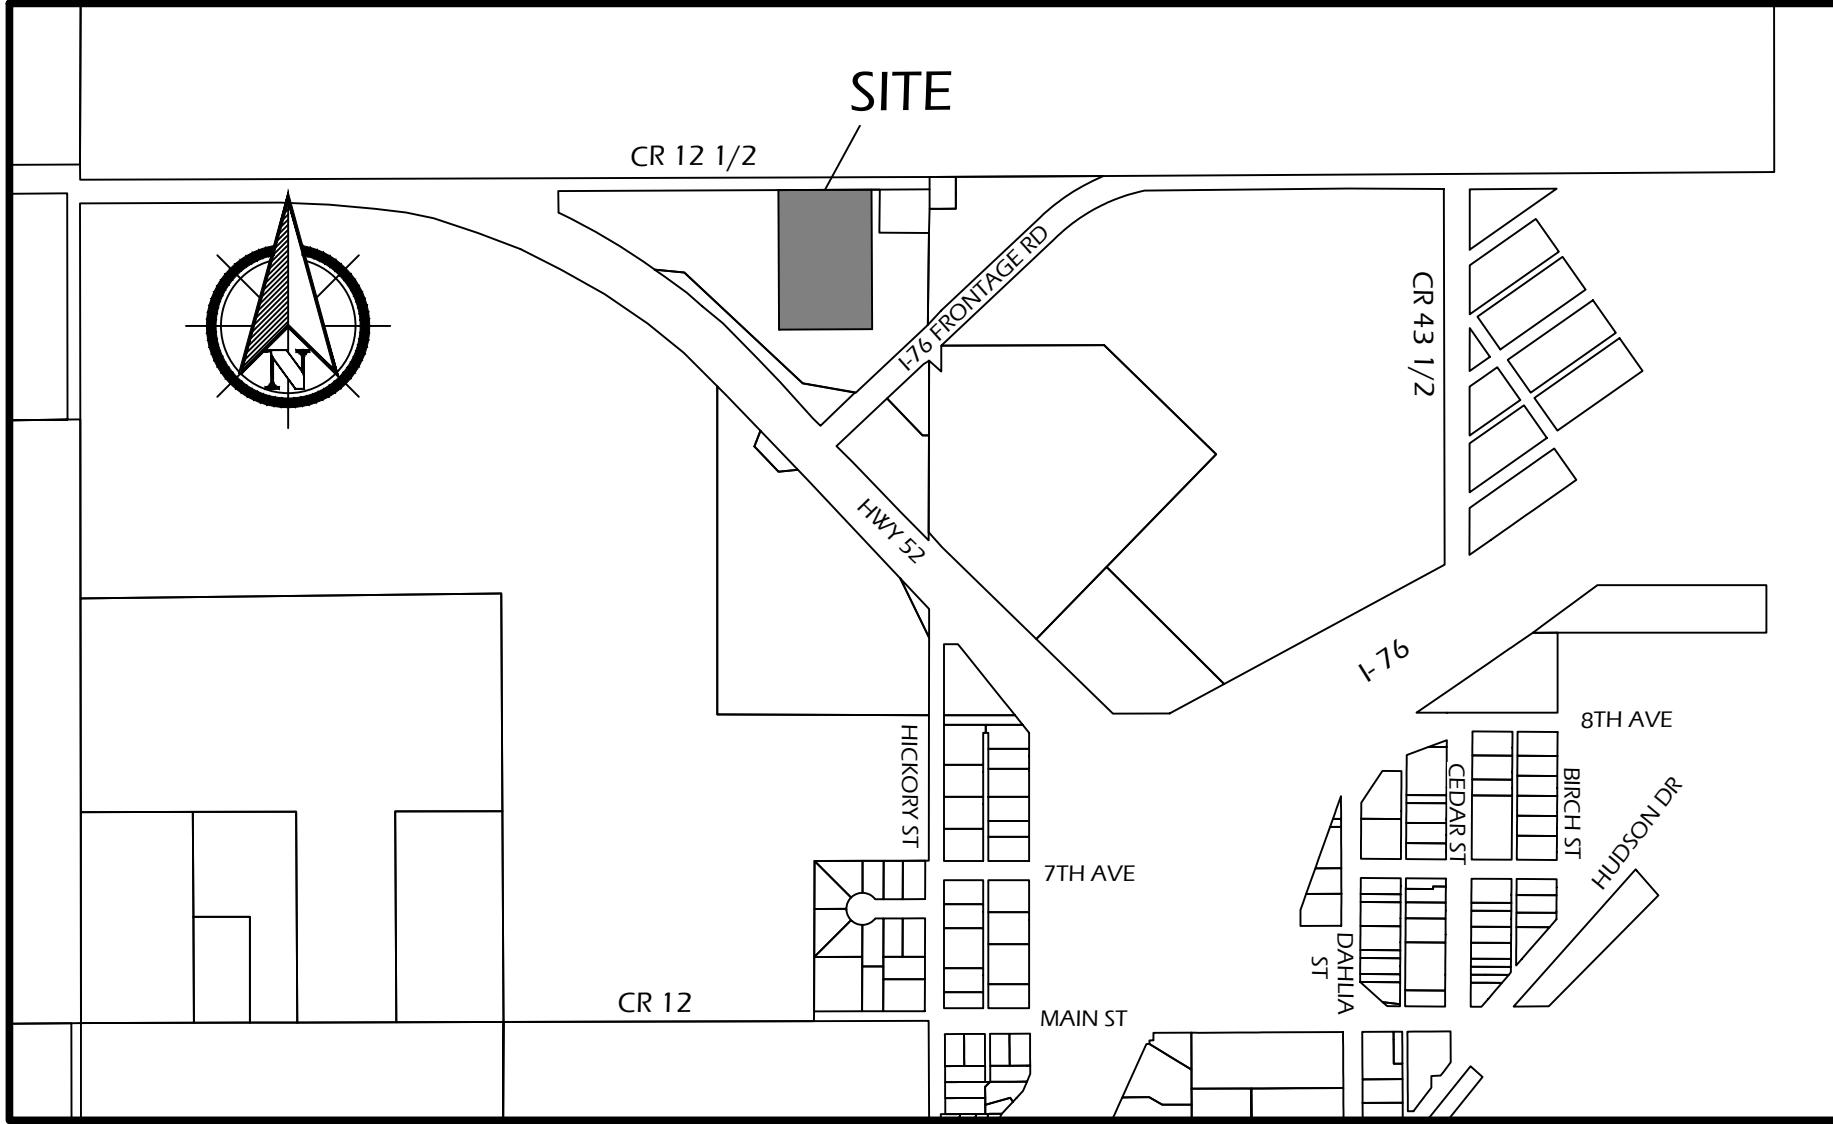 SITE
CR 12 1/2
I-76 FRONTAGE RD
CR 43 1/2
N
HWY 52
I-76
8TH AVE
HICKORY ST
CEDAR ST
BIRCH ST
HUDSON DR
7TH AVE
DAHLIA
ST
CR 12
MAIN ST